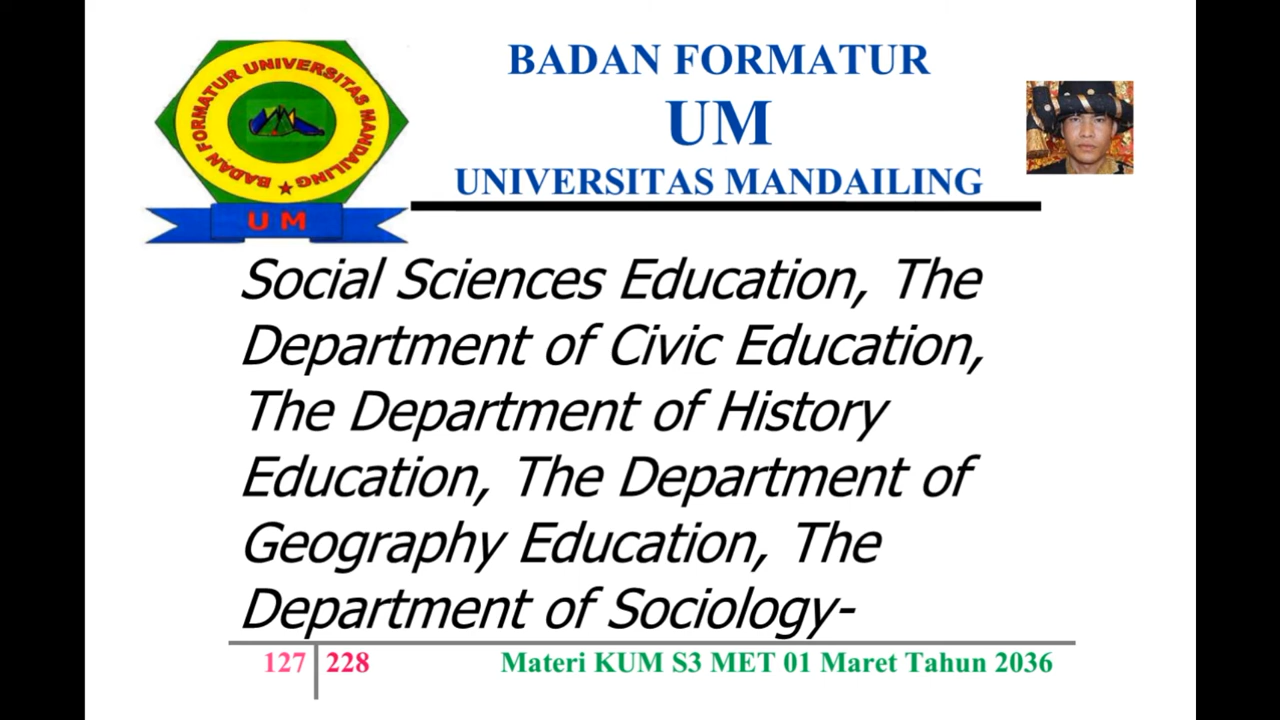 BADAN FORMATUR UNIVERSITAS MANDAILING
UM
BADAN FORMATUR
UM
UNIVERSITAS MANDAILING
Social Sciences Education, The
Department of Civic Education,
The Department of History
Education, The Department of
Geography Education, The
Department of Sociology-
127 228 Materi KUM S3 MET 01 Maret Tahun 2036